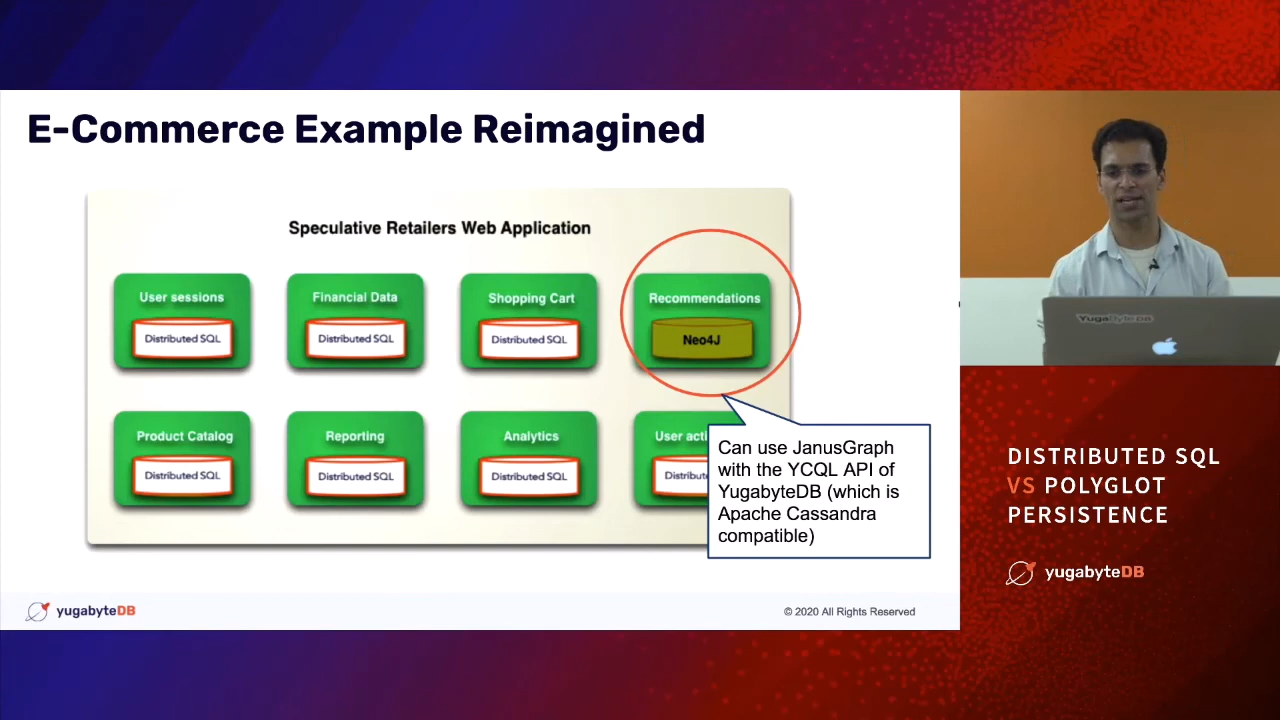 E-Commerce Example Reimagined
Speculative Retailers Web Application
User sessions
Distributed SQL
Financial Data
Distributed SQL
Shopping Cart
Distributed SQL
Recommendations
Neo4J
Product Catalog
Distributed SQL
Reporting
Distributed SQL
Analytics
Distributed SQL
User acti
Distribut
Can use JanusGraph
with the YCQL API of
YugabyteDB (which is
Apache Cassandra
compatible)
yugabyteDB
© 2020 All Rights Reserved
YugaByteDB
DISTRIBUTED SQL
VS POLYGLOT
PERSISTENCE
yugabyteDB